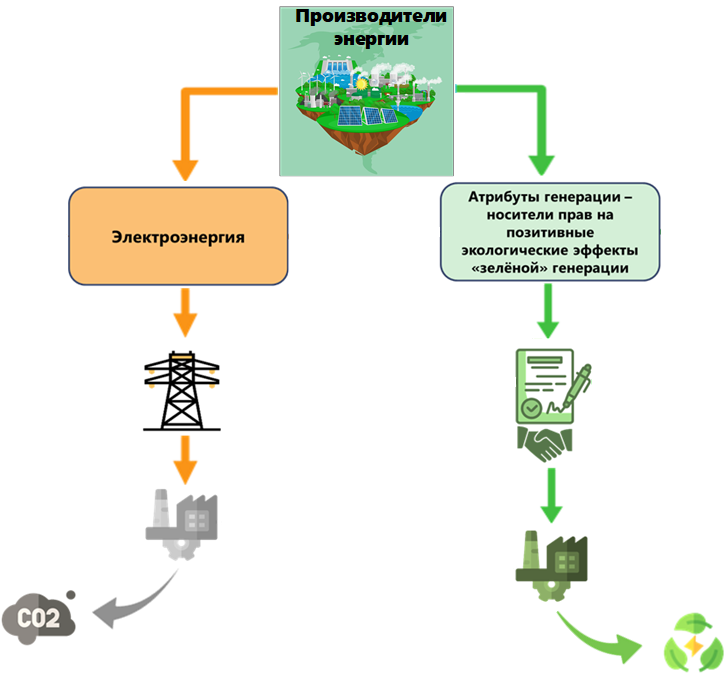 Производители
энергии
Электроэнергия
Атрибуты генерации –
носители прав на
позитивные
экологические эффекты
«зелёной» генерации
CO2